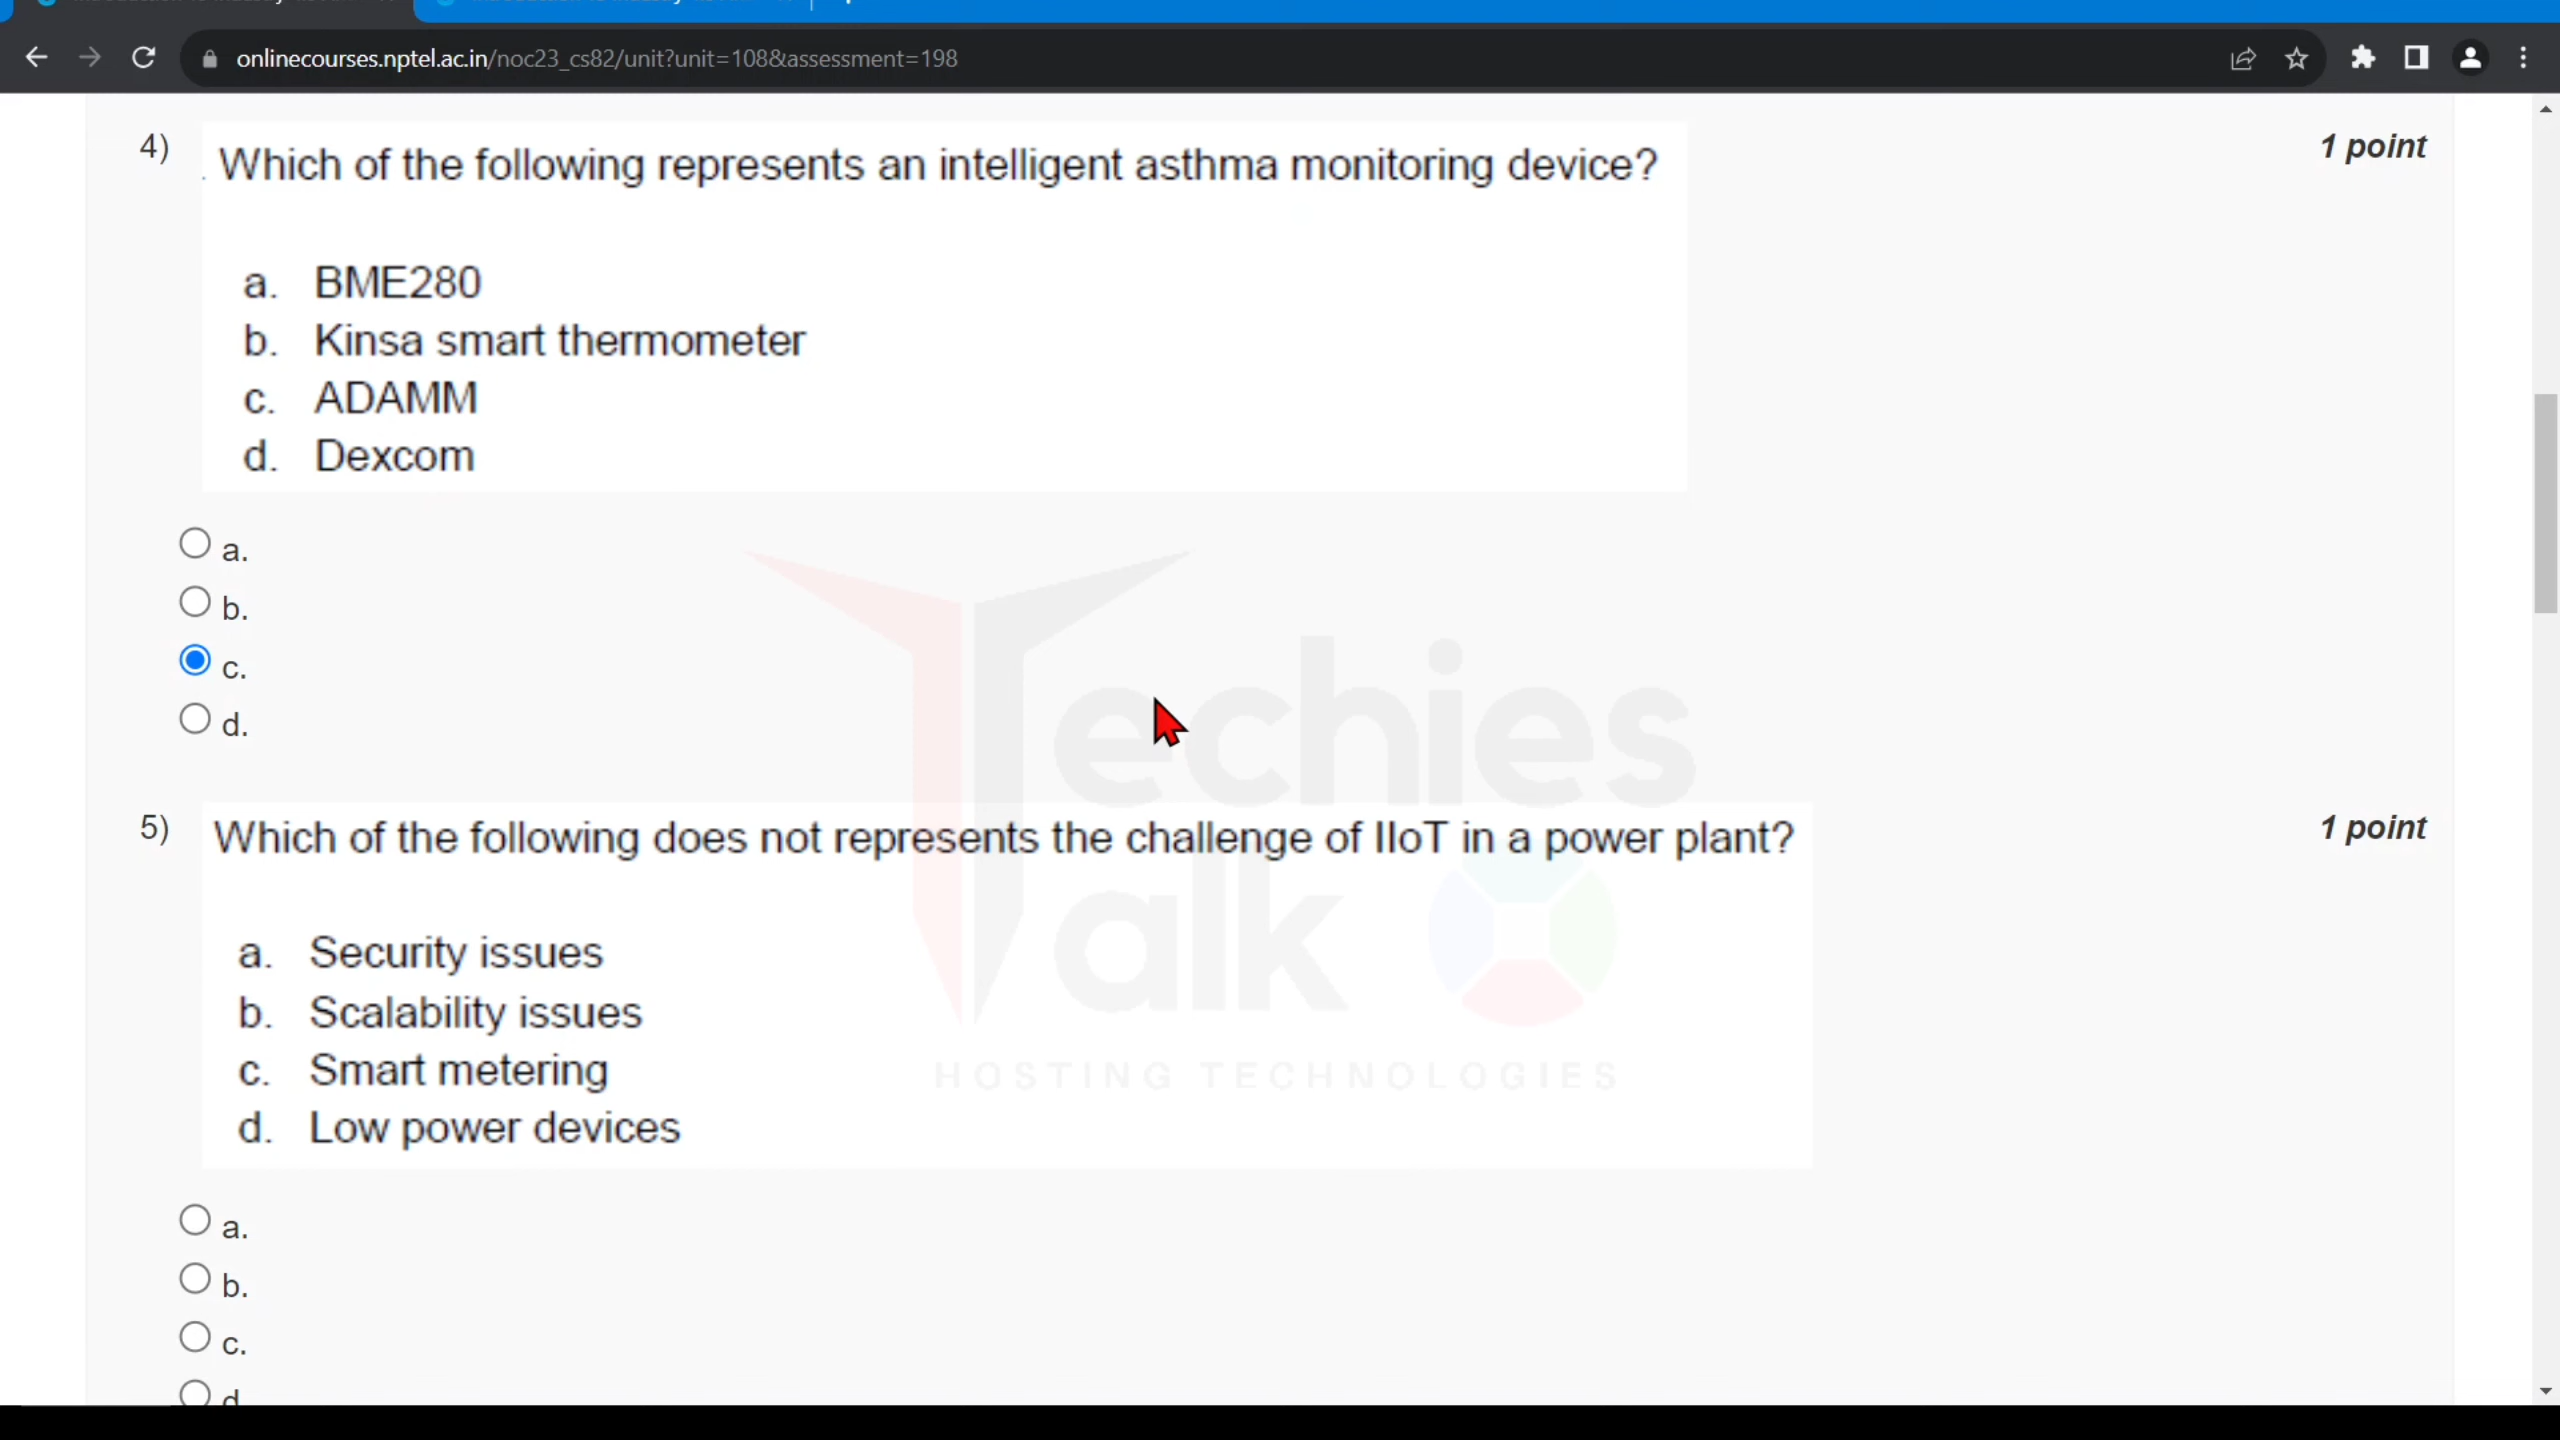 onlinecourses.nptel.ac.in/noc23_cs82/unit?unit=108&assessment=198
4) Which of the following represents an intelligent asthma monitoring device? 1 point
a. BME280
b. Kinsa smart thermometer
c. ADAMM
d. Dexcom
a.
b.
c.
d.
Techies
Talk
HOSTING TECHNOLOGIES
5) Which of the following does not represents the challenge of IIoT in a power plant? 1 point
a. Security issues
b. Scalability issues
c. Smart metering
d. Low power devices
a.
b.
c.
d